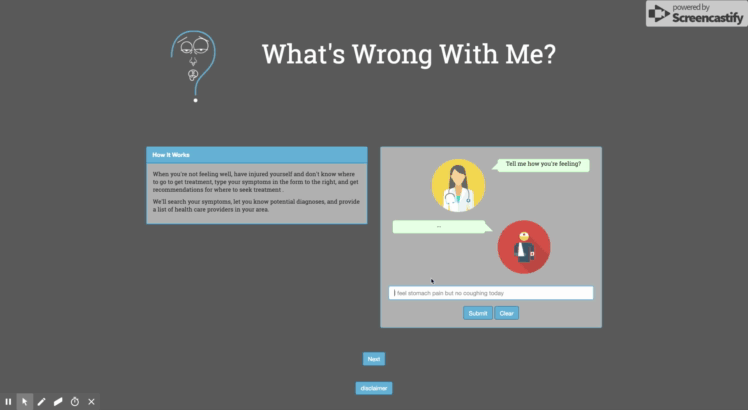 powered by
Screencastify
What's Wrong With Me?
How It Works
When you're not feeling well, have injured yourself and don't know where
to go to get treatment, type your symptoms in the form to the right, and get
recommendations for where to seek treatment .
We'll search your symptoms, let you know potential diagnoses, and provide
a list of health care providers in your area.
Tell me how you're feeling?
...
I feel stomach pain but no coughing today
Submit
Clear
Next
disclaimer